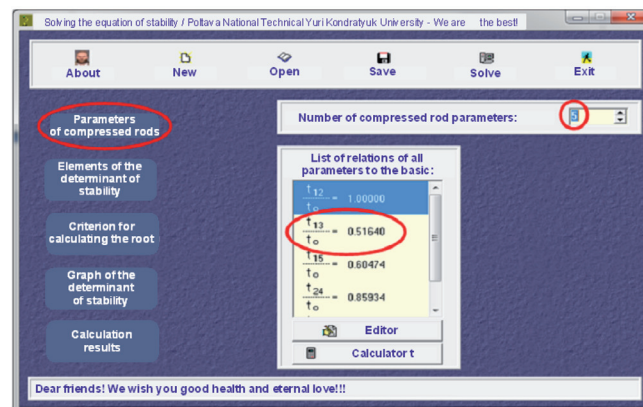 Solving the equation of stability / Poltava National Technical Yuri Kondratyuk University - We are the best!
About New Open Save Solve Exit
Parameters
of compressed rods
Number of compressed rod parameters: 5
Elements of the
determinant of
stability
Criterion for
calculating the root
Graph of the
determinant
of stability
Calculation
results
List of relations of all
parameters to the basic:
t12/to = 1.00000
t13/to = 0.51640
t15/to = 0.60474
t24/to = 0.85934
Editor
Calculator t
Dear friends! We wish you good health and eternal love!!!